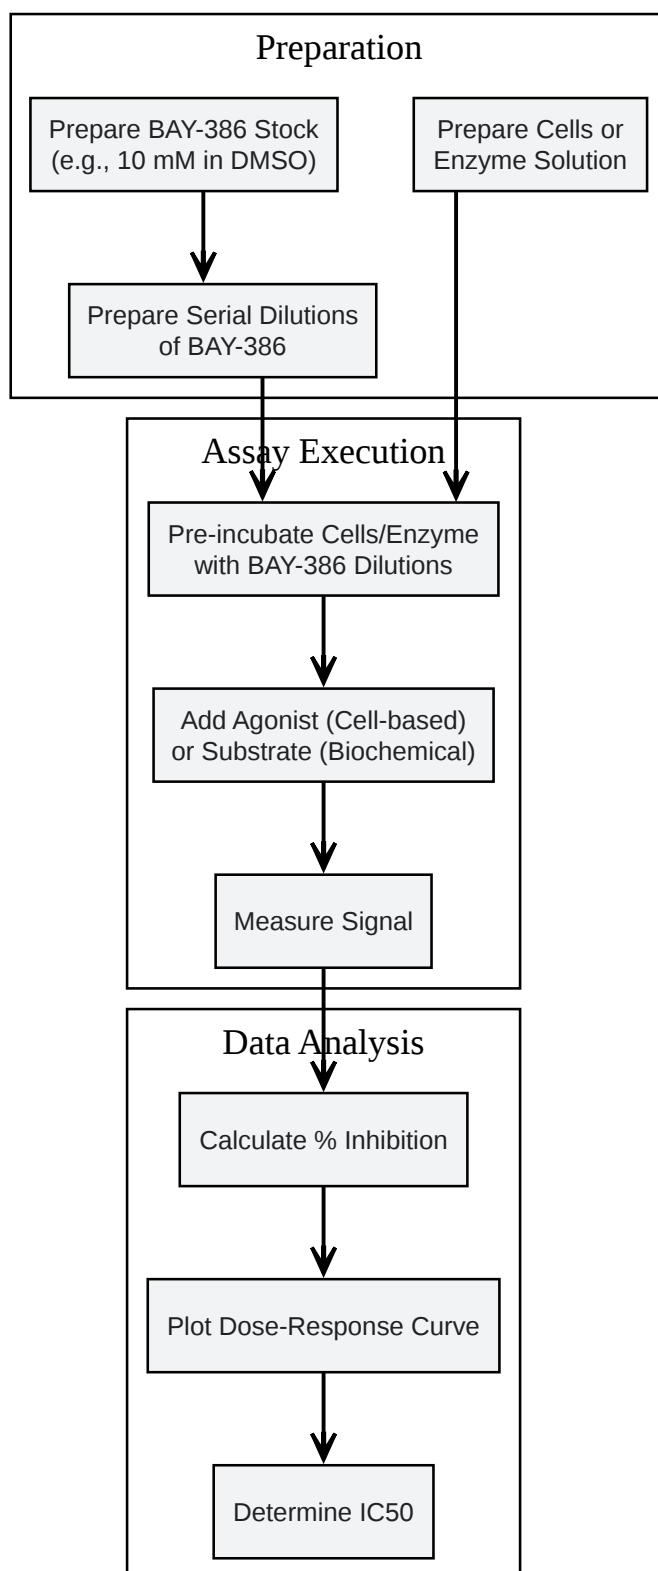 Preparation
Prepare BAY-386 Stock
(e.g., 10 mM in DMSO)
Prepare Cells or
Enzyme Solution
Prepare Serial Dilutions
of BAY-386
Assay Execution
Pre-incubate Cells/Enzyme
with BAY-386 Dilutions
Add Agonist (Cell-based)
or Substrate (Biochemical)
Measure Signal
Data Analysis
Calculate % Inhibition
Plot Dose-Response Curve
Determine IC50